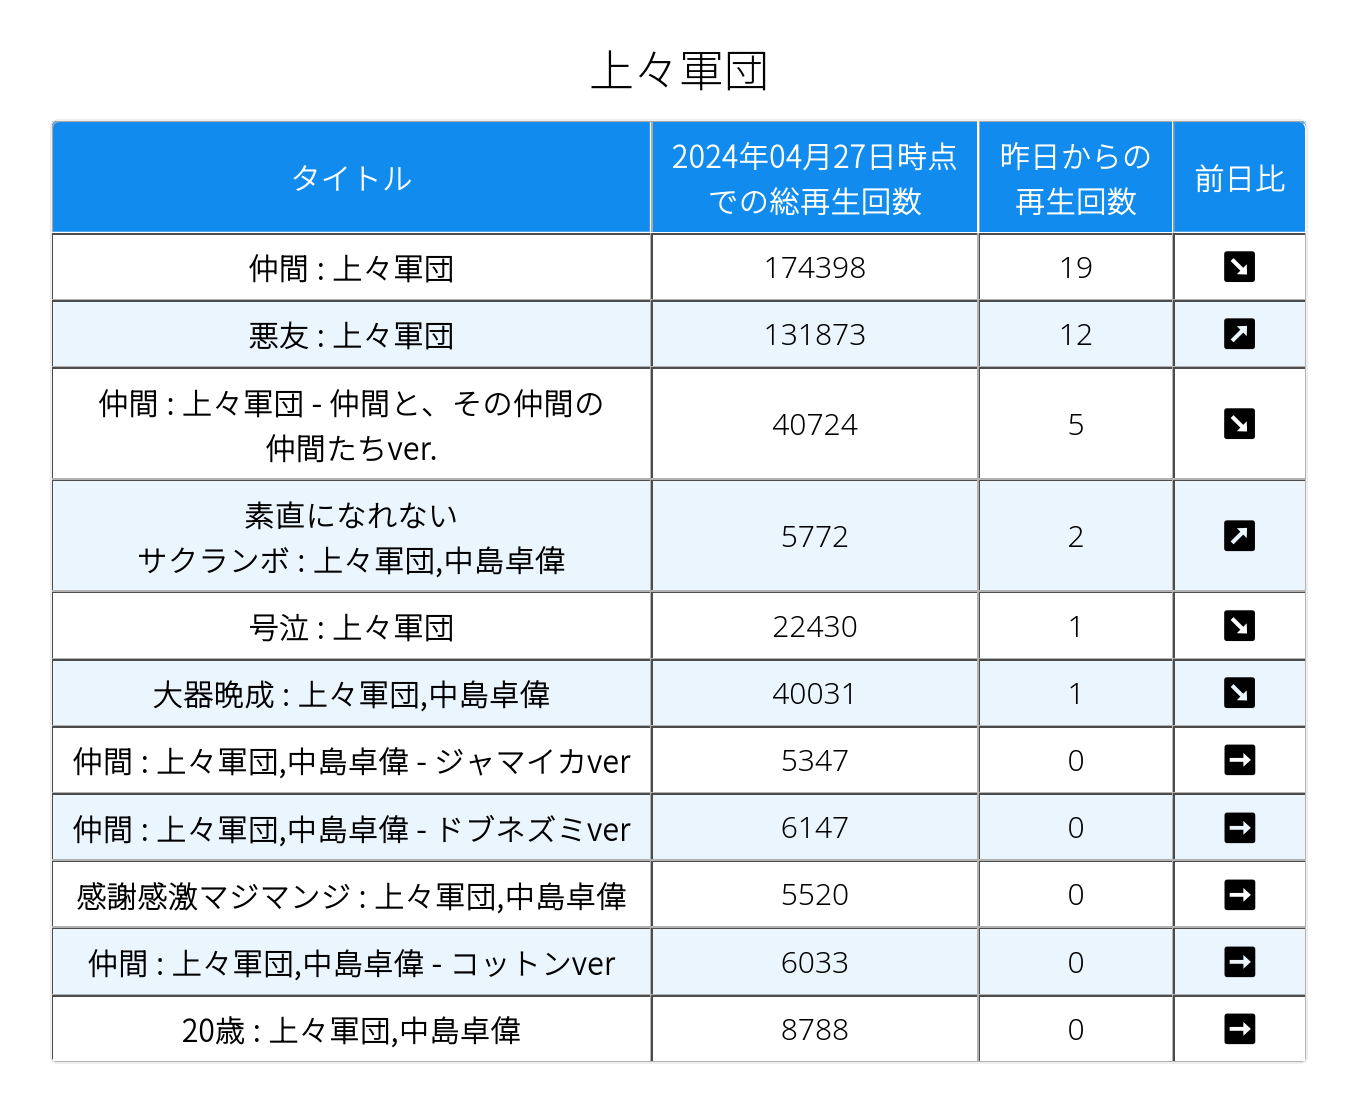 上々軍団
タイトル
2024年04月27日時点
での総再生回数
昨日からの
再生回数
前日比
仲間 : 上々軍団
174398
19
悪友 : 上々軍団
131873
12
仲間 : 上々軍団 - 仲間と、その仲間の
仲間たちver.
40724
5
素直になれない
サクランボ : 上々軍団,中島卓偉
5772
2
号泣 : 上々軍団
22430
1
大器晩成 : 上々軍団,中島卓偉
40031
1
仲間 : 上々軍団,中島卓偉 - ジャマイカver
5347
0
仲間 : 上々軍団,中島卓偉 - ドブネズミver
6147
0
感謝感激マジマンジ : 上々軍団,中島卓偉
5520
0
仲間 : 上々軍団,中島卓偉 - コットンver
6033
0
20歳 : 上々軍団,中島卓偉
8788
0